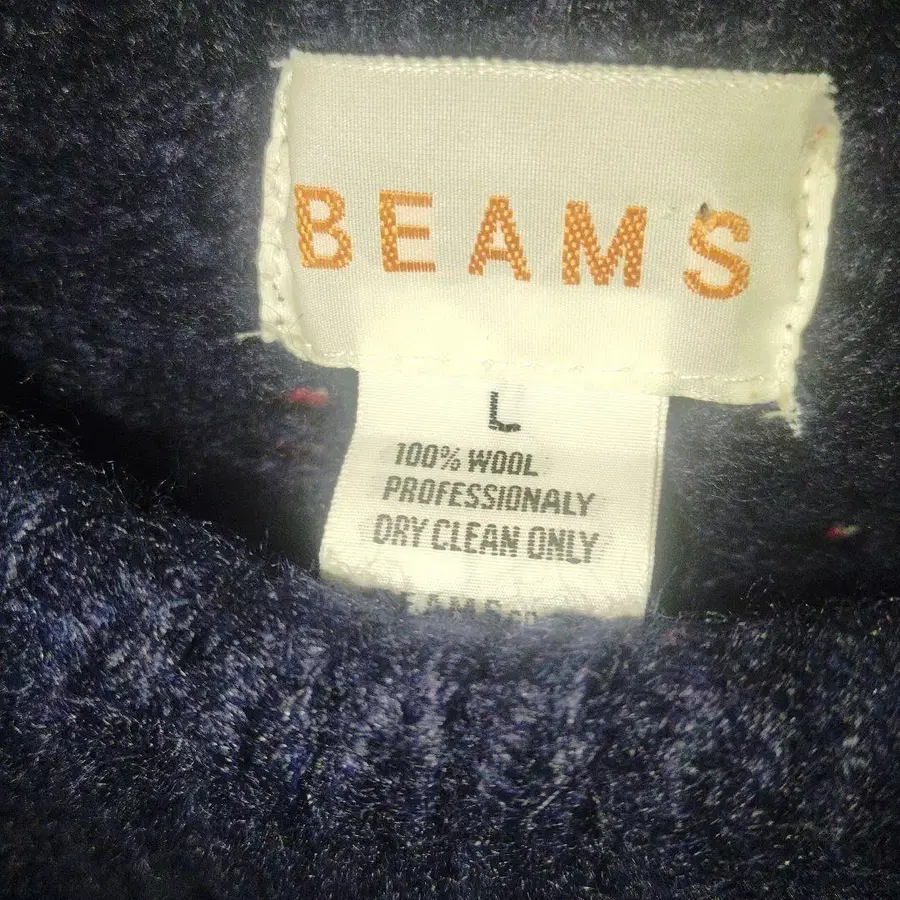 BEAMS
L
100% WOOL
PROFESSIONALY
DRY CLEAN ONLY